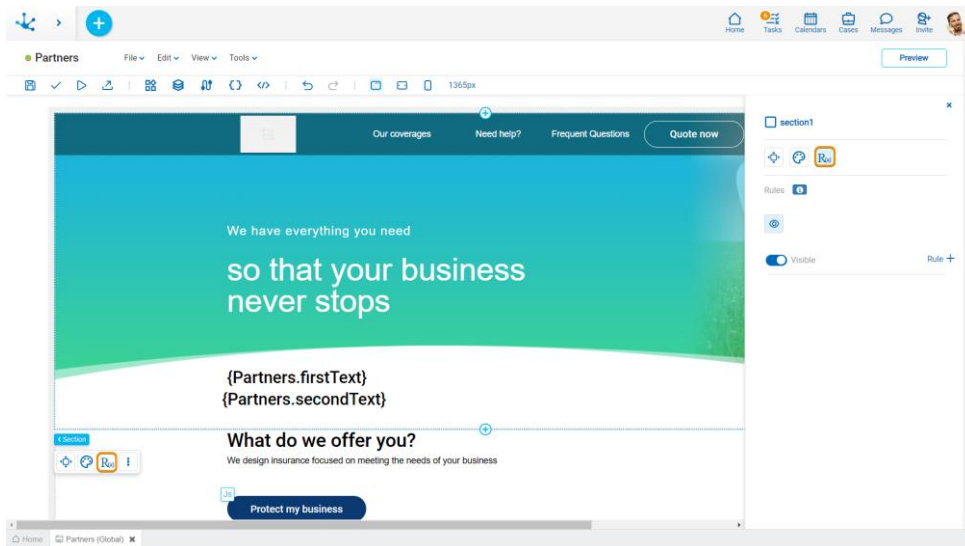 6
Home
Tasks
Calendars
Cases
Messages
Invite
Partners
File
Edit
View
Tools
Preview
1365px
Our coverages
Need help?
Frequent Questions
Quote now
section1
R(x)
Rules
Visible
Rule +
We have everything you need
so that your business
never stops
{Partners.firstText}
{Partners.secondText}
Section
What do we offer you?
We design insurance focused on meeting the needs of your business
R(x)
Js
Protect my business
Home
Partners (Global)